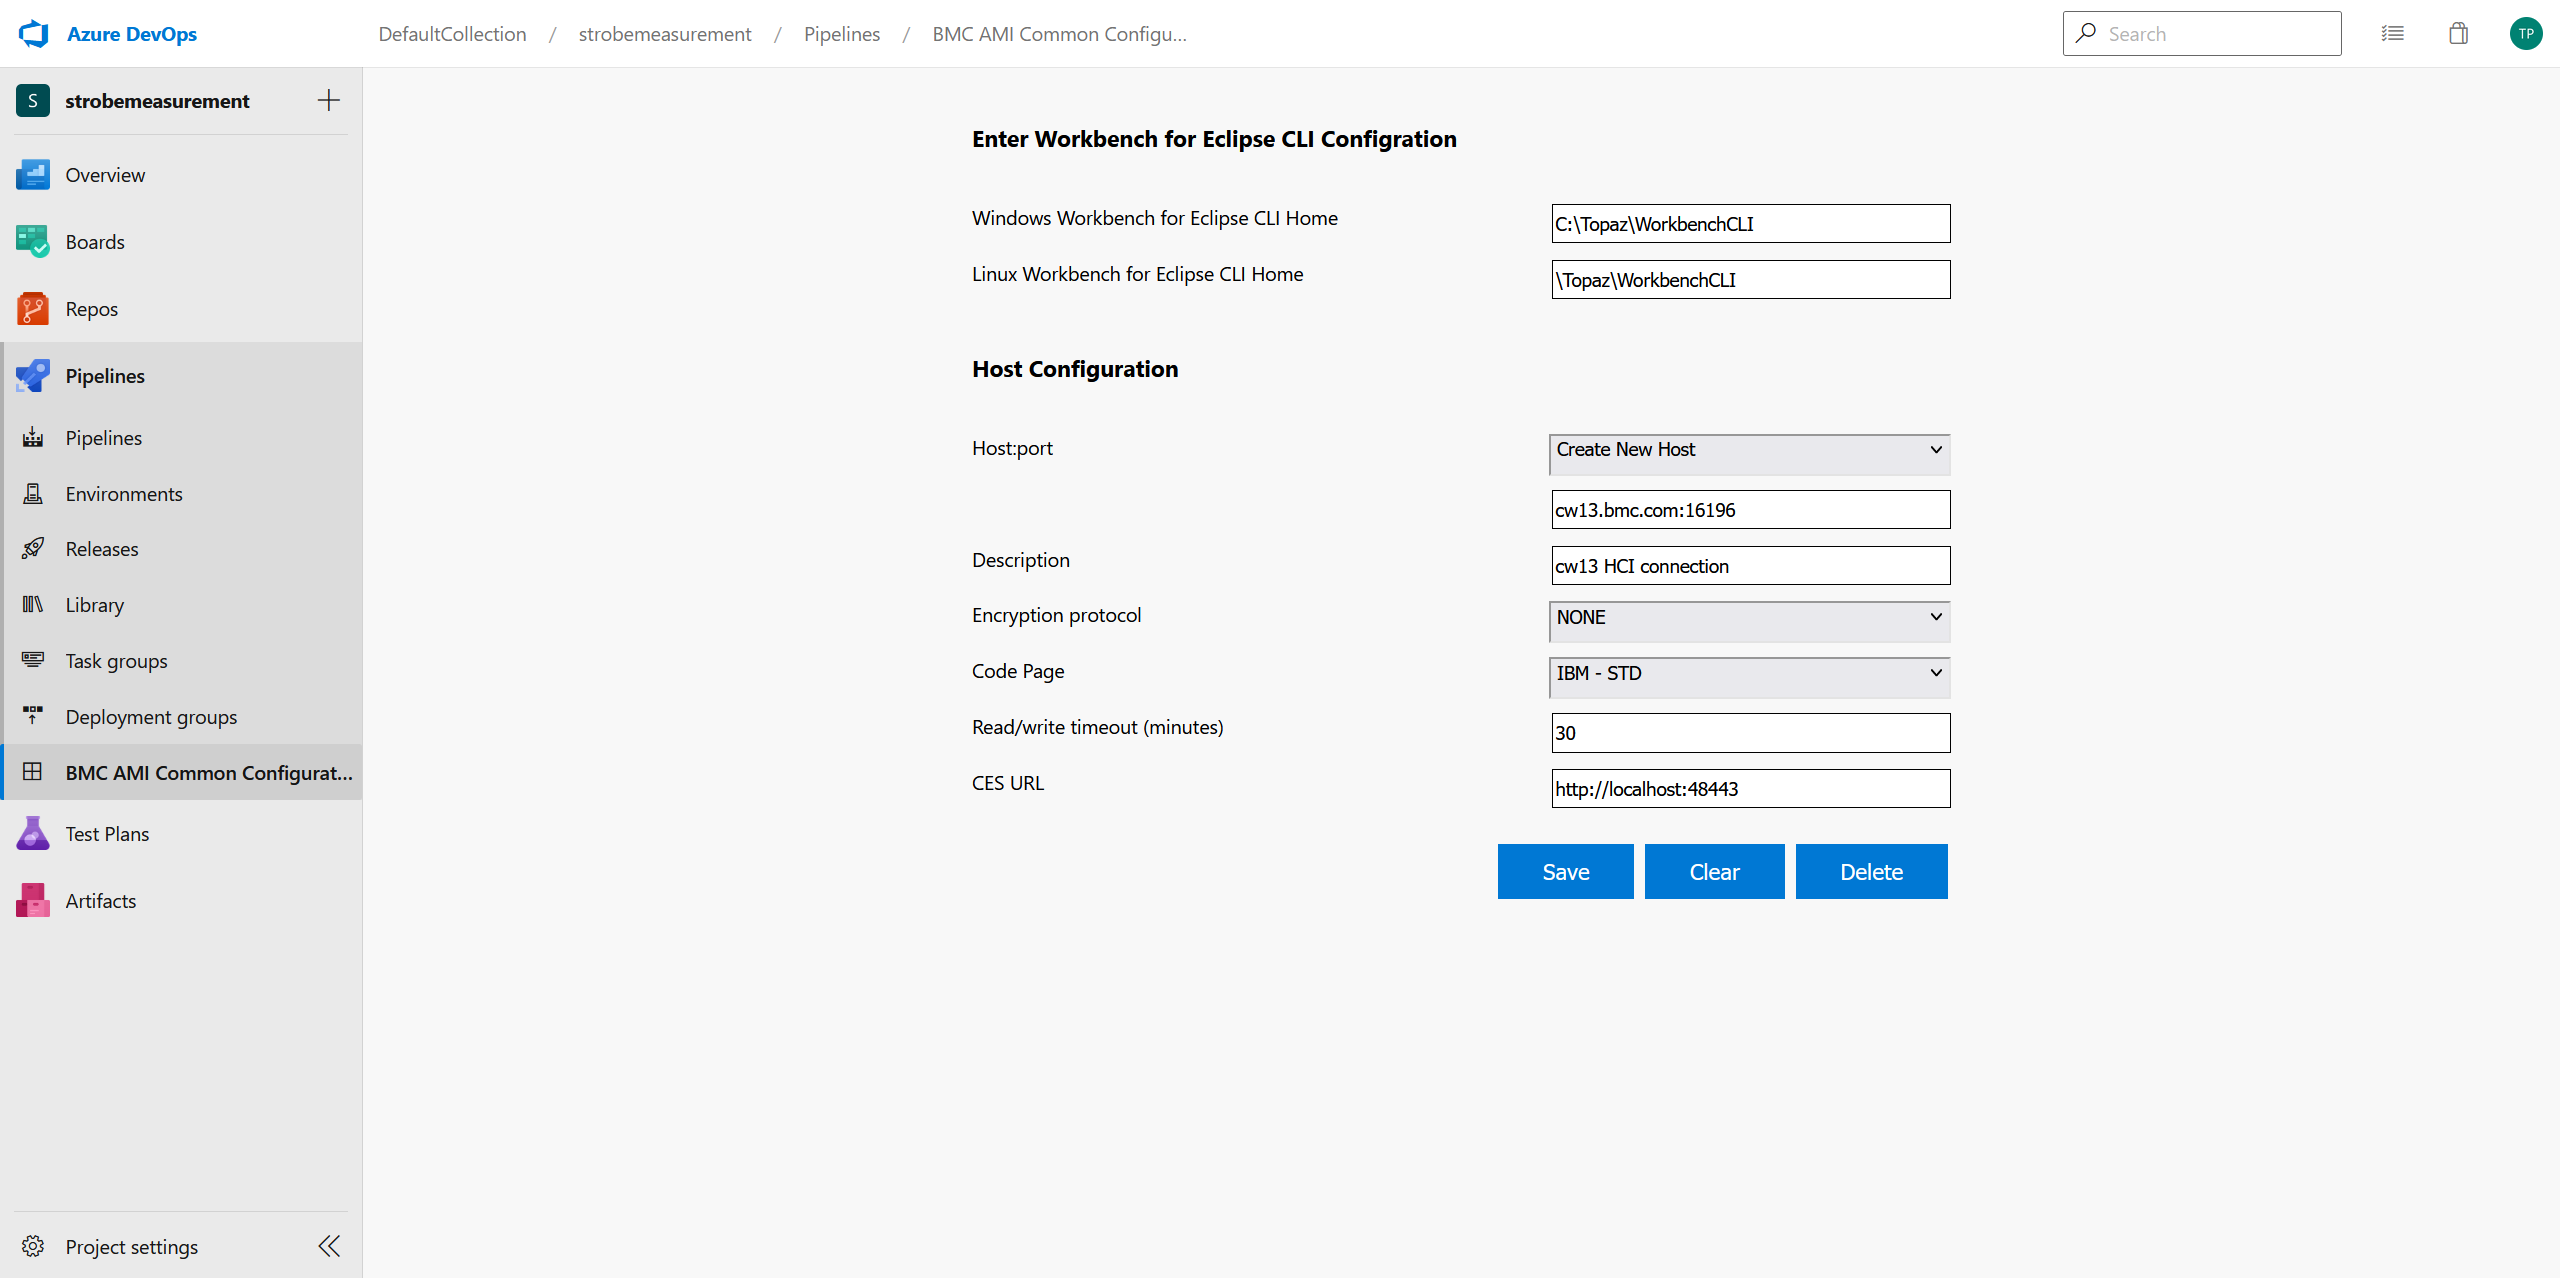 Azure DevOps
DefaultCollection / strobemeasurement / Pipelines / BMC AMI Common Configu...
Search
TP
S strobemeasurement
Overview
Boards
Repos
Pipelines
Pipelines
Environments
Releases
Library
Task groups
Deployment groups
BMC AMI Common Configurat...
Test Plans
Artifacts
Project settings
Enter Workbench for Eclipse CLI Configration
Windows Workbench for Eclipse CLI Home C:\Topaz\WorkbenchCLI
Linux Workbench for Eclipse CLI Home \Topaz\WorkbenchCLI
Host Configuration
Host:port Create New Host
cw13.bmc.com:16196
Description cw13 HCI connection
Encryption protocol NONE
Code Page IBM - STD
Read/write timeout (minutes) 30
CES URL http://localhost:48443
Save Clear Delete